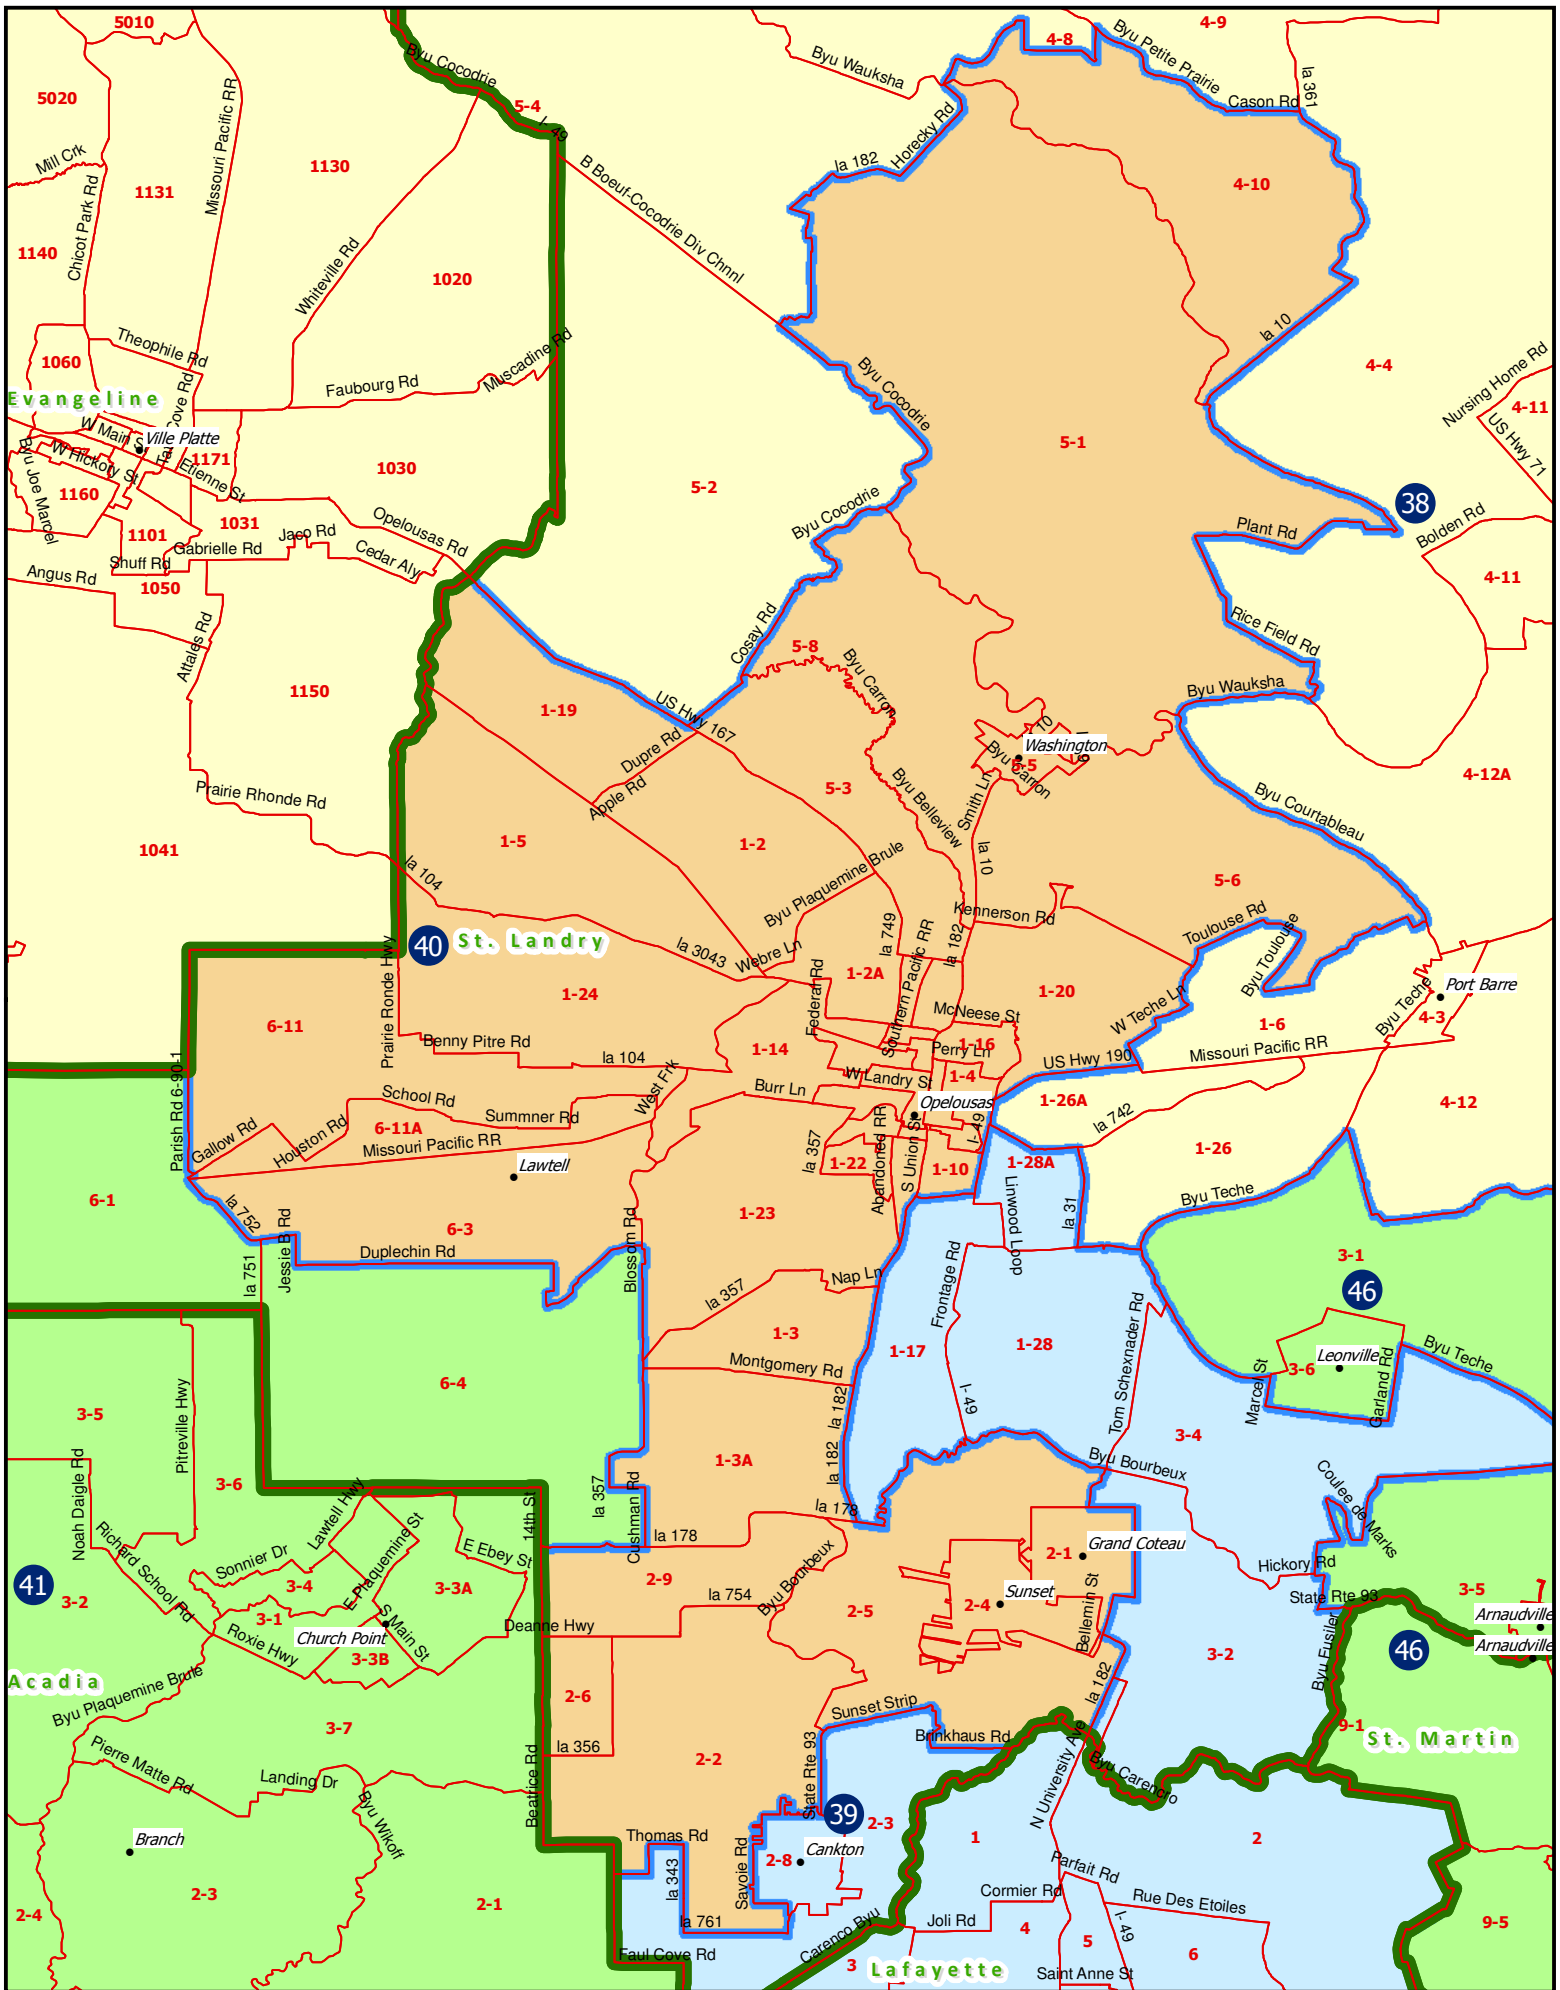 5010
4-9
4-8
Byu Cocodrie
Byu Wauksha
Byu Petite Prairie
5020
5-4
I- 49
Cason Rd
la 361
Missouri Pacific RR
Horecky Rd
Mill Crk
1131
1130
la 182
B Boeuf-Cocodrie Div Chnnl
4-10
Chicot Park Rd
1140
Whiteville Rd
1020
la 10
Theophile Rd
1060
Muscadine Rd
Faubourg Rd
Byu Cocodrie
4-4
Nursing Home Rd
Evangeline
4-11
US Hwy 71
W Main S
Ville Platte
W Hickory St
Byu Joe Marcel
1171
Etienne St
1030
5-1
1160
5-2
38
Byu Cocodrie
1101
1031
Jaco Rd
Opelousas Rd
Gabrielle Rd
Cedar Aly
Plant Rd
Bolden Rd
Shuff Rd
Angus Rd
1050
4-11
Attales Rd
Cosay Rd
Rice Field Rd
5-8
Byu Carron
1150
1-19
US Hwy 167
Byu Wauksha
Dupre Rd
10
Washington
Byu Carron
5-5
4-12A
Prairie Rhonde Rd
Apple Rd
5-3
Byu Belleview
Smith Ln
Byu Courtableau
1041
1-5
1-2
la 104
la 10
Byu Plaquemine Brule
5-6
Kennerson Rd
Toulouse Rd
40
St. Landry
la 3043
Webre Ln
la 749
Southern Pacific RR
la 182
Byu Toulouse
Prairie Ronde Hwy
1-24
Federal Rd
1-2A
1-20
W Teche Ln
Port Barre
Byu Teche
4-3
6-11
McNeese St
1-6
Benny Pitre Rd
la 104
1-14
Perry Ln
1-16
US Hwy 190
Missouri Pacific RR
Parish Rd 6-90-1
School Rd
Summner Rd
West Frk
Burr Ln
W Landry St
1-4
Opelousas
1-26A
la 742
4-12
Gallow Rd
Houston Rd
6-11A
Missouri Pacific RR
Lawtell
la 357
1-22
Abandoned RR
S Union St
I- 49
1-10
1-28A
1-26
6-1
la 752
Jessie B Rd
6-3
Blossom Rd
1-23
Linwood Loop
la 31
Byu Teche
Duplechin Rd
la 751
3-1
Nap Ln
la 357
Frontage Rd
46
1-3
1-17
1-28
Tom Schexnader Rd
Montgomery Rd
Leonville
3-6
Byu Teche
6-4
I- 49
Marcel St
Garland Rd
3-5
Pitreville Hwy
la 182
3-4
Noah Daigle Rd
1-3A
la 182
Byu Bourbeux
3-6
la 357
Cushman Rd
Coulee de Marks
Lawtell Hwy
14th St
la 178
la 178
Richard School Rd
E Plaquemine St
E Ebey St
Grand Coteau
2-1
Sonnier Dr
Byu Bourbeux
Hickory Rd
41
3-2
3-4
3-3A
2-9
la 754
2-5
Sunset
2-4
Bellemin St
State Rte 93
3-5
3-1
Church Point
S Main St
Deanne Hwy
Arnaudville
5
Arnaudville
Roxie Hwy
3-3B
3-2
Byu Fusiler
46
Acadia
2-6
Byu Plaquemine Brule
3-7
Sunset Strip
la 182
9-1
St. Martin
Pierre Matte Rd
Landing Dr
Beatrice Rd
la 356
2-2
State Rte 93
Brinkhaus Rd
N University Ave
Byu Carencro
Byu Wikoff
39
2-3
Branch
Thomas Rd
Cankton
2-8
1
2
la 343
Savoie Rd
Parfait Rd
2-3
2-1
Cormier Rd
Rue Des Etoiles
2-4
la 761
Joli Rd
4
I- 49
9-5
Carenco Byu
5
6
Faul Cove Rd
3
Lafayette
Saint Anne St